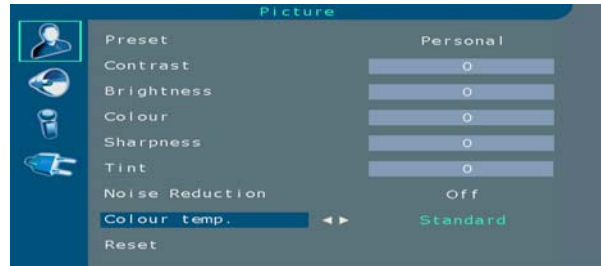 Picture
Preset Personal
Contrast 0
Brightness 0
Colour 0
Sharpness 0
Tint 0
Noise Reduction Off
Colour temp. ◄ ► Standard
Reset